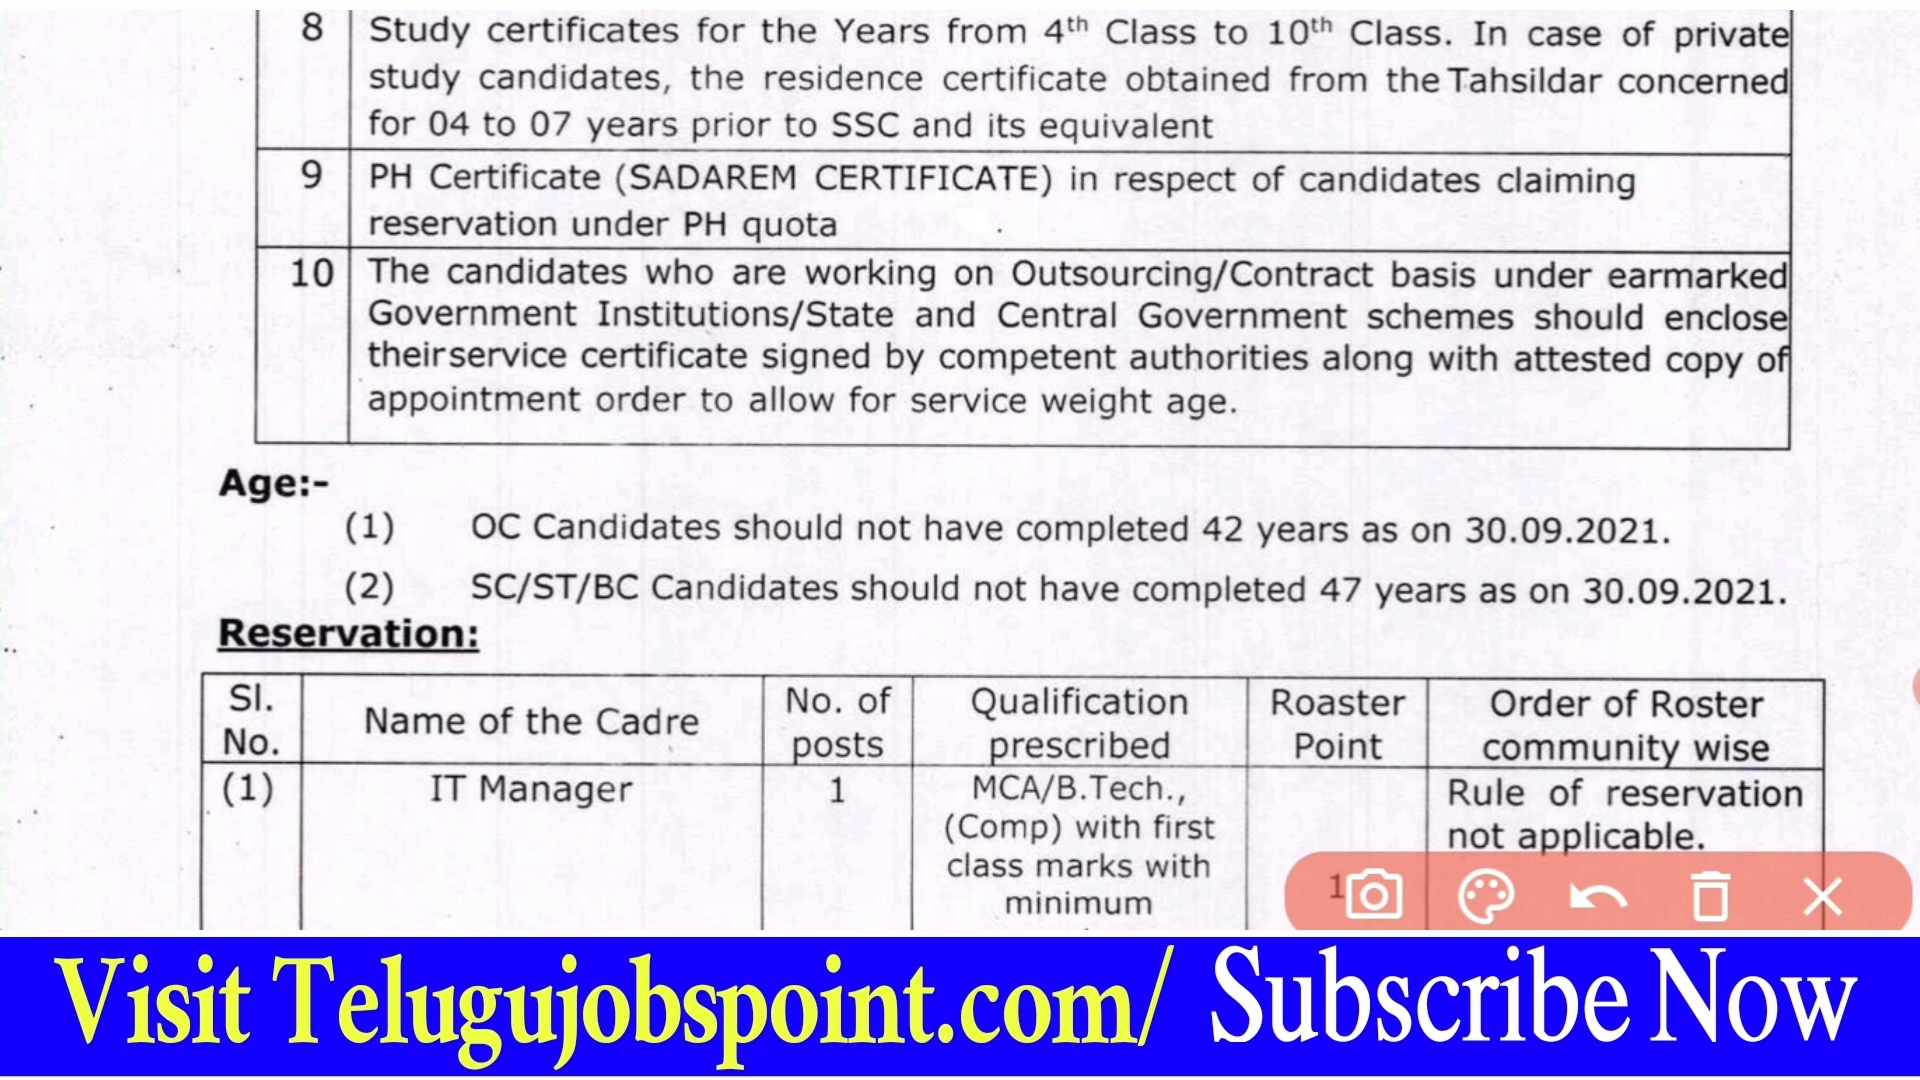 8 Study certificates for the Years from 4th Class to 10th Class. In case of private
study candidates, the residence certificate obtained from the Tahsildar concerned
for 04 to 07 years prior to SSC and its equivalent
9 PH Certificate (SADAREM CERTIFICATE) in respect of candidates claiming
reservation under PH quota
10 The candidates who are working on Outsourcing/Contract basis under earmarked
Government Institutions/State and Central Government schemes should enclose
their service certificate signed by competent authorities along with attested copy of
appointment order to allow for service weight age.
Age:-
(1) OC Candidates should not have completed 42 years as on 30.09.2021.
(2) SC/ST/BC Candidates should not have completed 47 years as on 30.09.2021.
Reservation:
Sl. No.
Name of the Cadre
No. of posts
Qualification prescribed
Roaster Point
Order of Roster community wise
(1)
IT Manager
1
MCA/B.Tech.,
(Comp) with first
class marks with
minimum
1
Rule of reservation
not applicable.
Visit Telugujobspoint.com/ Subscribe Now